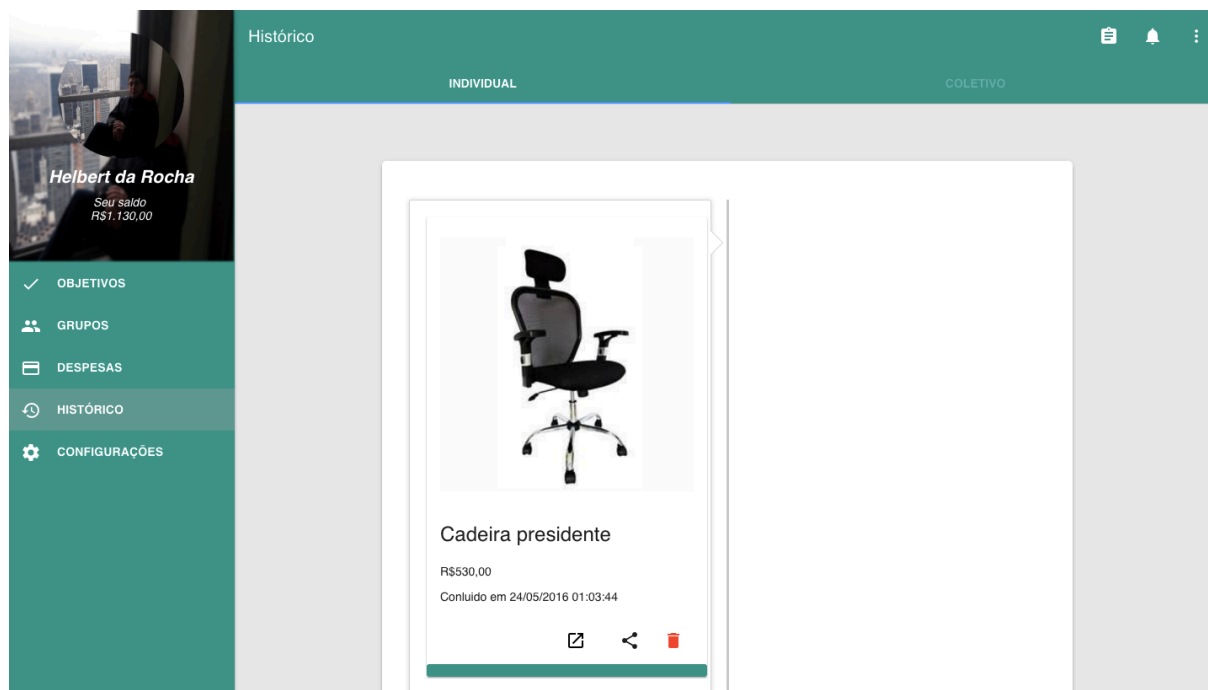 Histórico
INDIVIDUAL
COLETIVO
Helbert da Rocha
Seu saldo
R$1.130,00
OBJETIVOS
GRUPOS
DESPESAS
HISTÓRICO
CONFIGURAÇÕES
Cadeira presidente
R$530,00
Conluido em 24/05/2016 01:03:44